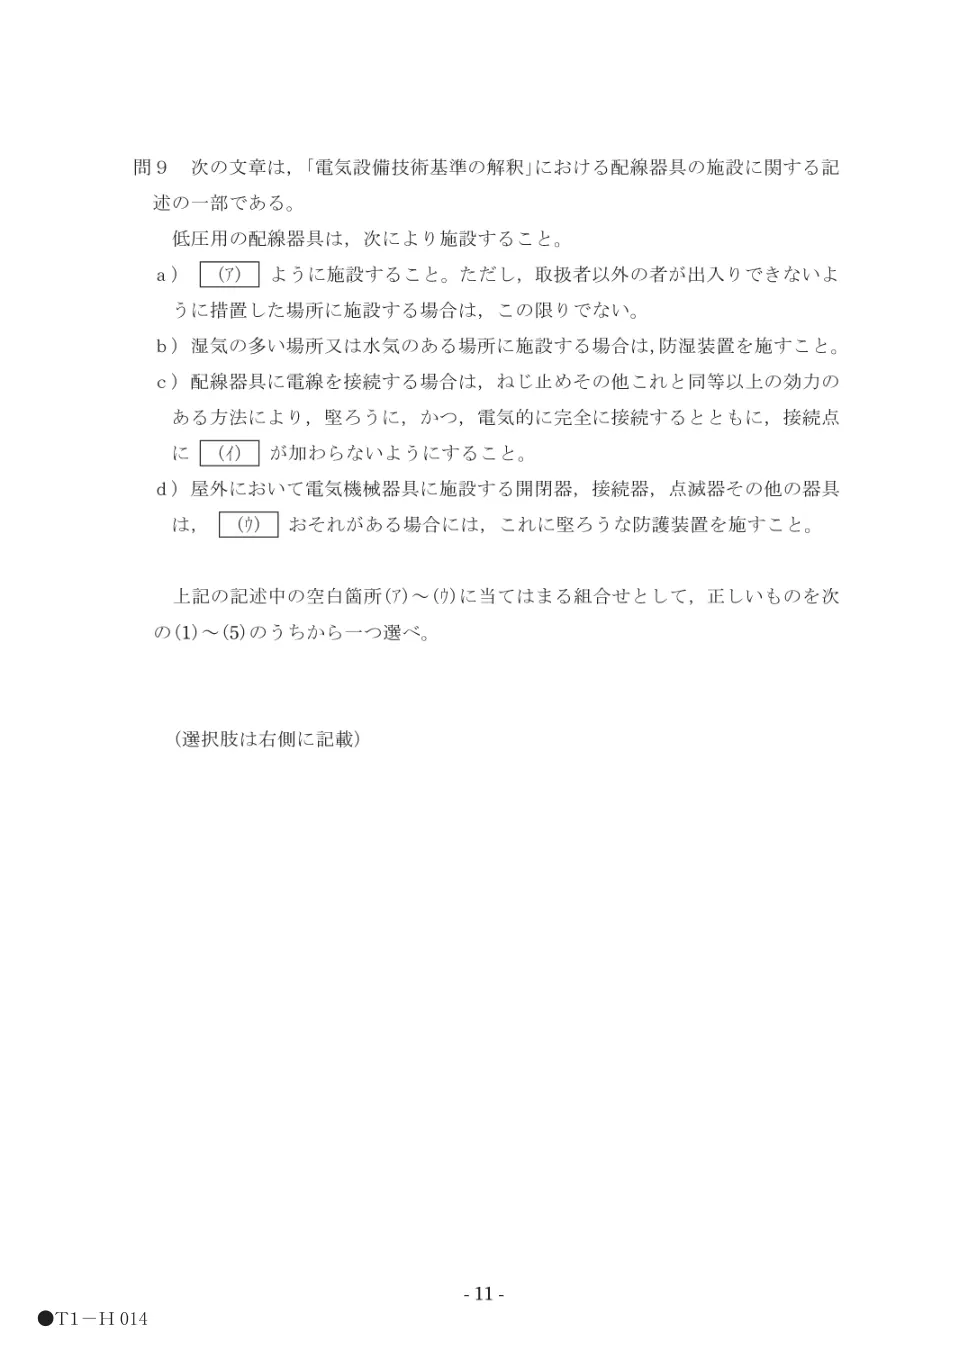 問９　次の文章は，「電気設備技術基準の解釈」における配線器具の施設に関する記
述の一部である。
低圧用の配線器具は，次により施設すること。
ａ） (ｱ) ように施設すること。ただし，取扱者以外の者が出入りできないよ
うに措置した場所に施設する場合は，この限りでない。
ｂ）湿気の多い場所又は水気のある場所に施設する場合は，防湿装置を施すこと。
ｃ）配線器具に電線を接続する場合は，ねじ止めその他これと同等以上の効力の
ある方法により，堅ろうに，かつ，電気的に完全に接続するとともに，接続点
に (ｲ) が加わらないようにすること。
ｄ）屋外において電気機械器具に施設する開閉器，接続器，点滅器その他の器具
は， (ｳ) おそれがある場合には，これに堅ろうな防護装置を施すこと。
上記の記述中の空白箇所(ｱ)～(ｳ)に当てはまる組合せとして，正しいものを次
の(1)～(5)のうちから一つ選べ。
（選択肢は右側に記載）
- 11 -
●T1－H 014